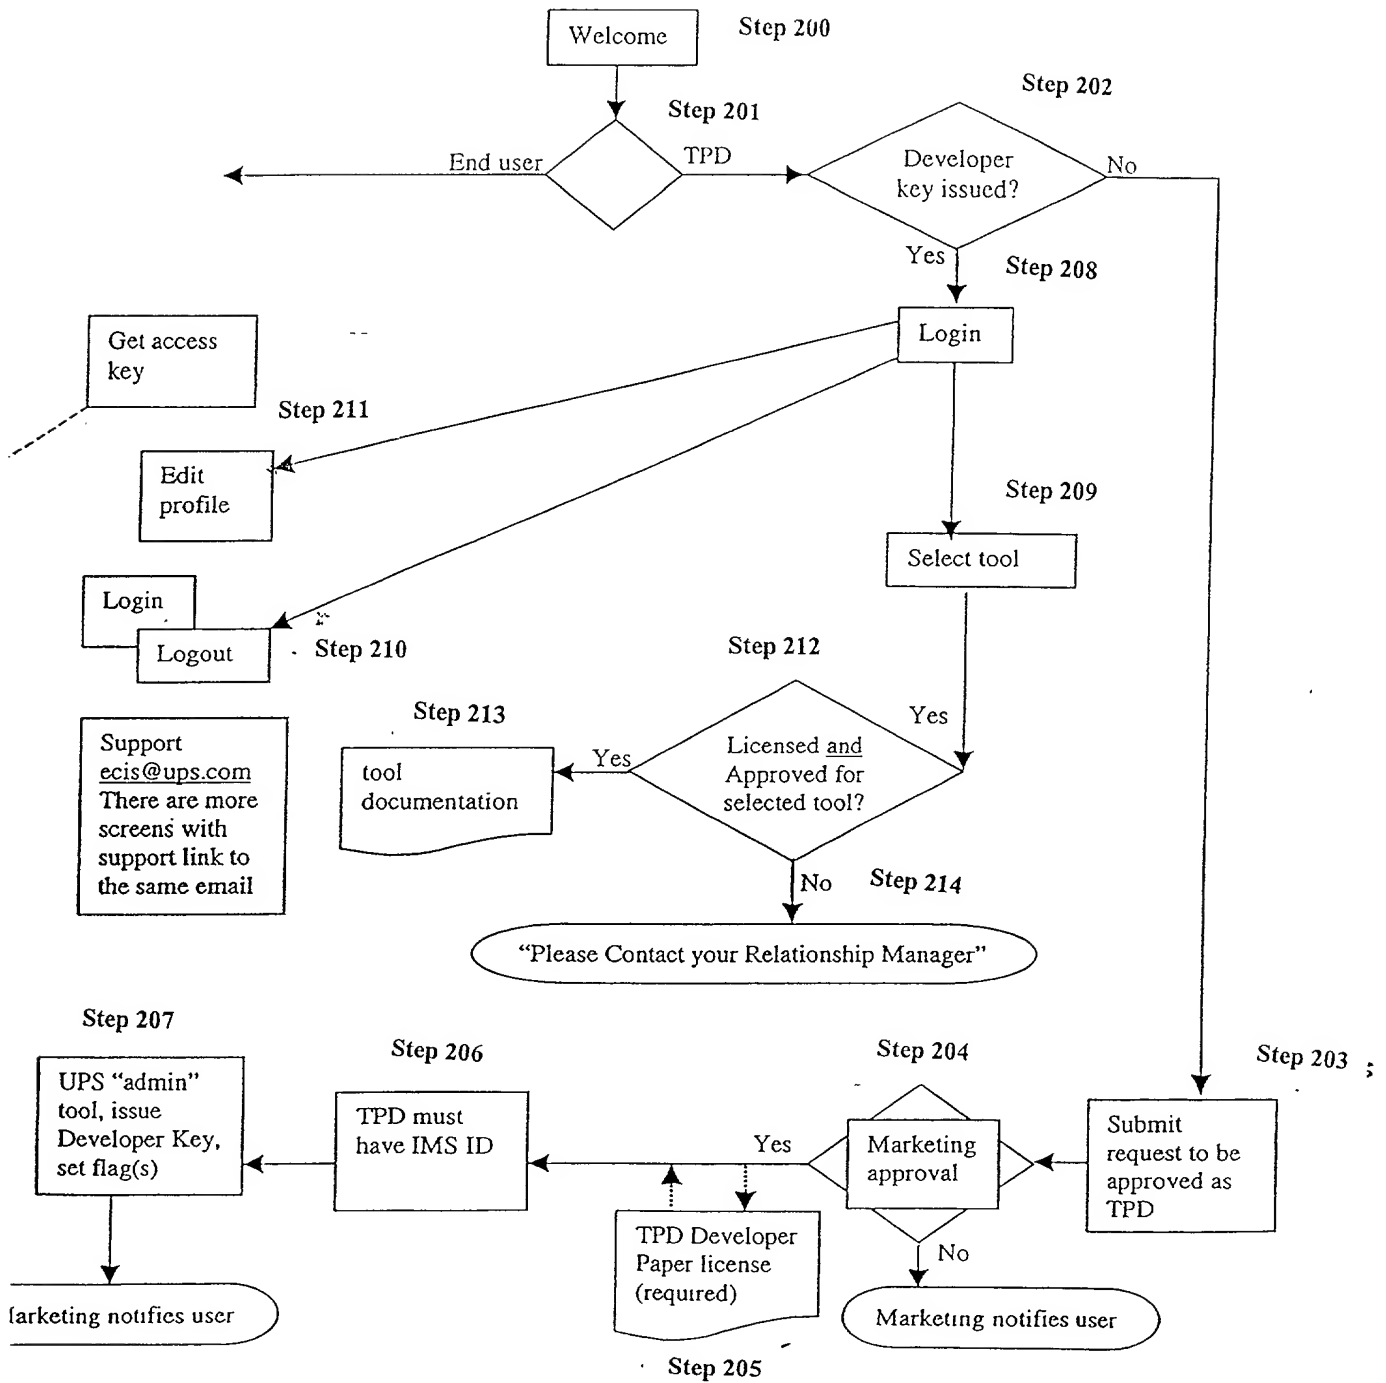 Welcome
Step 200
Step 201
Step 202
End user
TPD
Developer
key issued?
No
Yes
Step 208
Login
Get access
key
Step 211
Edit
profile
Step 209
Select tool
Login
Logout
Step 210
Step 212
Step 213
Yes
Licensed and
Approved for
selected tool?
Yes
tool
documentation
Support
ecis@ups.com
There are more
screens with
support link to
the same email
No
Step 214
“Please Contact your Relationship Manager”
Step 207
Step 206
Step 204
Step 203
UPS “admin”
tool, issue
Developer Key,
set flag(s)
TPD must
have IMS ID
Yes
Marketing
approval
Submit
request to be
approved as
TPD
TPD Developer
Paper license
(required)
No
arketing notifies user
Marketing notifies user
Step 205